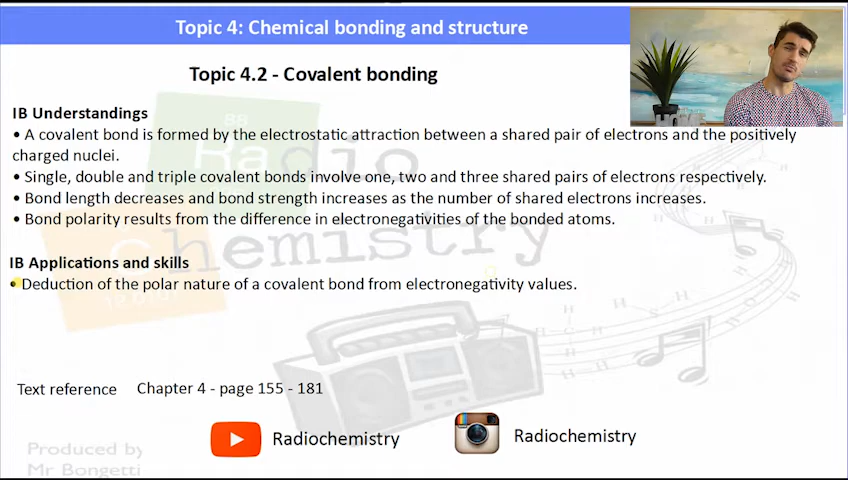 Topic 4: Chemical bonding and structure
Topic 4.2 - Covalent bonding
IB Understandings
• A covalent bond is formed by the electrostatic attraction between a shared pair of electrons and the positively
charged nuclei.
• Single, double and triple covalent bonds involve one, two and three shared pairs of electrons respectively.
• Bond length decreases and bond strength increases as the number of shared electrons increases.
• Bond polarity results from the difference in electronegativities of the bonded atoms.
IB Applications and skills
• Deduction of the polar nature of a covalent bond from electronegativity values.
Text reference Chapter 4 - page 155 - 181
Radiochemistry
Radiochemistry
Produced by
Mr Bongetti
88
Radio
Chemistry
HOME